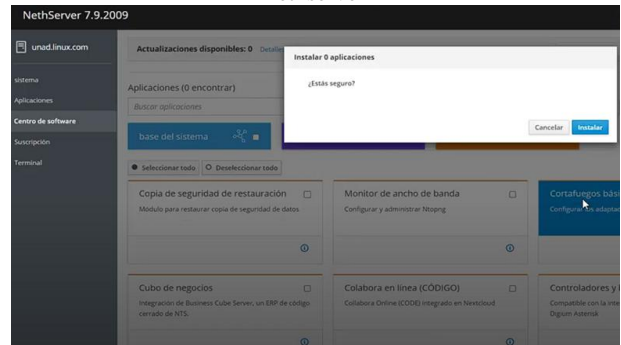 NethServer 7.9.2009
unad.linux.com
sistema
Aplicaciones
Centro de software
Suscripción
Terminal
Actualizaciones disponibles: 0
Instalar 0 aplicaciones
¿Estás seguro?
Cancelar Instalar
Aplicaciones (0 encontrar)
Buscar aplicaciones
base del sistema
Seleccionar todo Deseleccionar todo
Copia de seguridad de restauración
Módulo para restaurar copia de seguridad de datos.
Monitor de ancho de banda
Configurar y administrar Ntopng
Cortafuegos bási
Configurar sus adaptac
Cubo de negocios
Integración de Business Cube Server, un ERP de código
cerrado de NTS.
Colabora en línea (CÓDIGO)
Collabora Online (CODE) integrado en Nextcloud
Controladores y
Compatible con la inte
Digium Asterisk